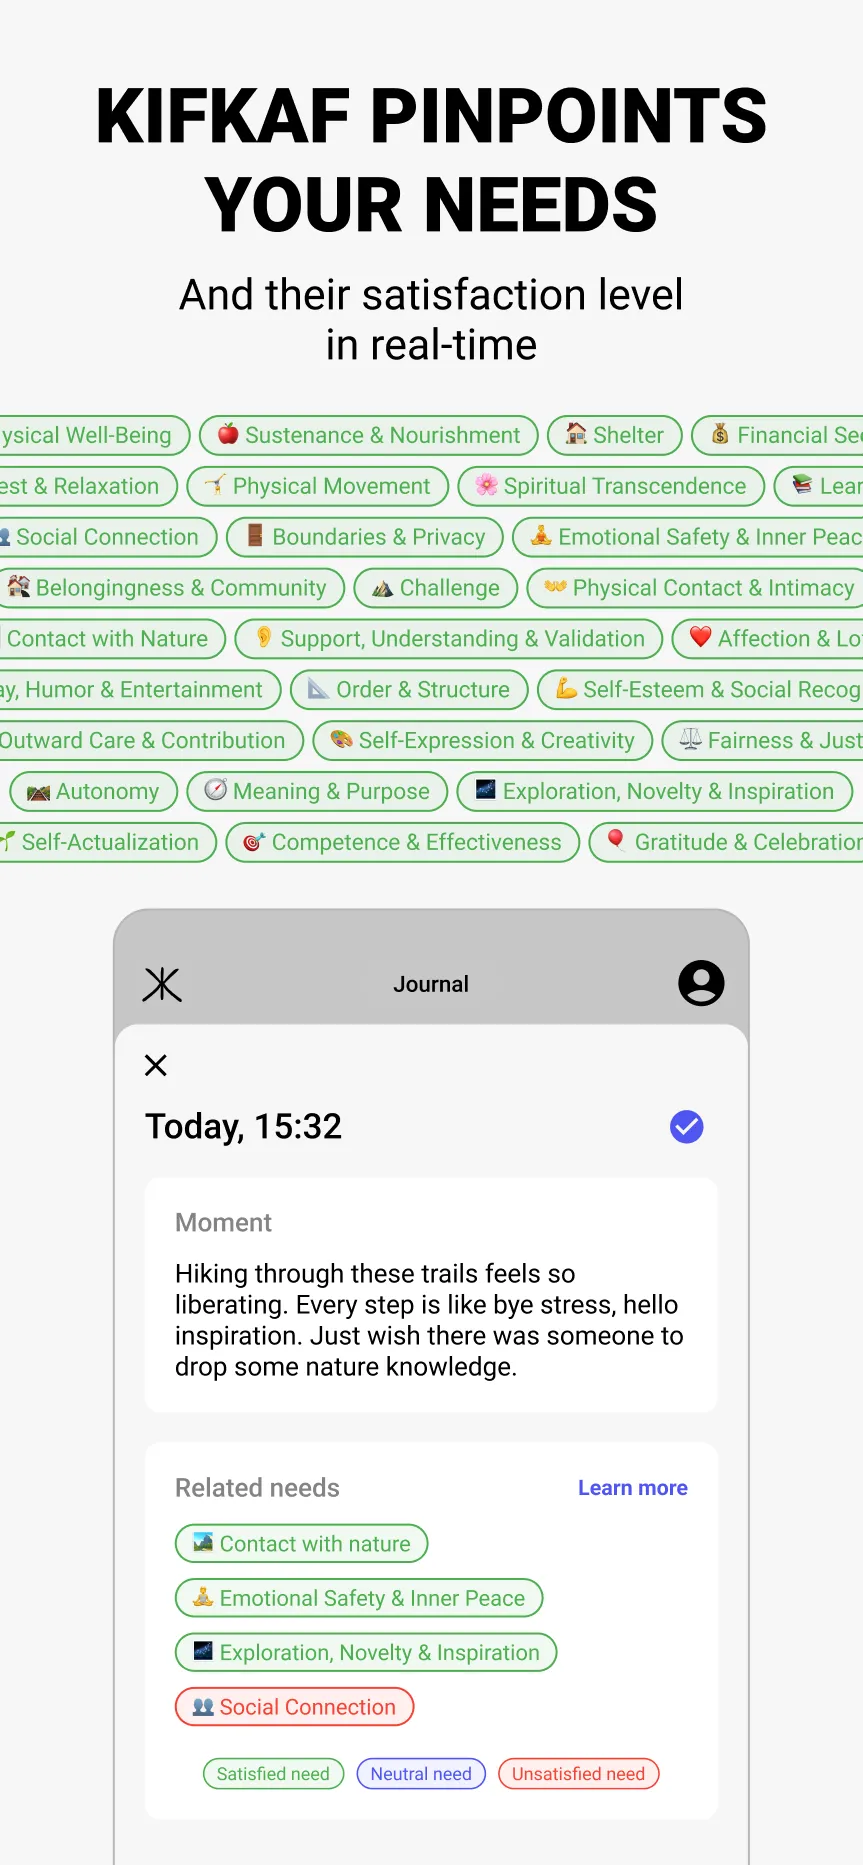 KIFKAF PINPOINTS
YOUR NEEDS
And their satisfaction level
in real-time
ysical Well-Being Sustenance & Nourishment Shelter Financial Sec
est & Relaxation Physical Movement Spiritual Transcendence Lear
Social Connection Boundaries & Privacy Emotional Safety & Inner Peac
Belongingness & Community Challenge Physical Contact & Intimacy
Contact with Nature Support, Understanding & Validation Affection & Lo
ay, Humor & Entertainment Order & Structure Self-Esteem & Social Recog
Outward Care & Contribution Self-Expression & Creativity Fairness & Just
Autonomy Meaning & Purpose Exploration, Novelty & Inspiration
Self-Actualization Competence & Effectiveness Gratitude & Celebration
Journal
Today, 15:32
Moment
Hiking through these trails feels so
liberating. Every step is like bye stress, hello
inspiration. Just wish there was someone to
drop some nature knowledge.
Related needs Learn more
Contact with nature
Emotional Safety & Inner Peace
Exploration, Novelty & Inspiration
Social Connection
Satisfied need Neutral need Unsatisfied need